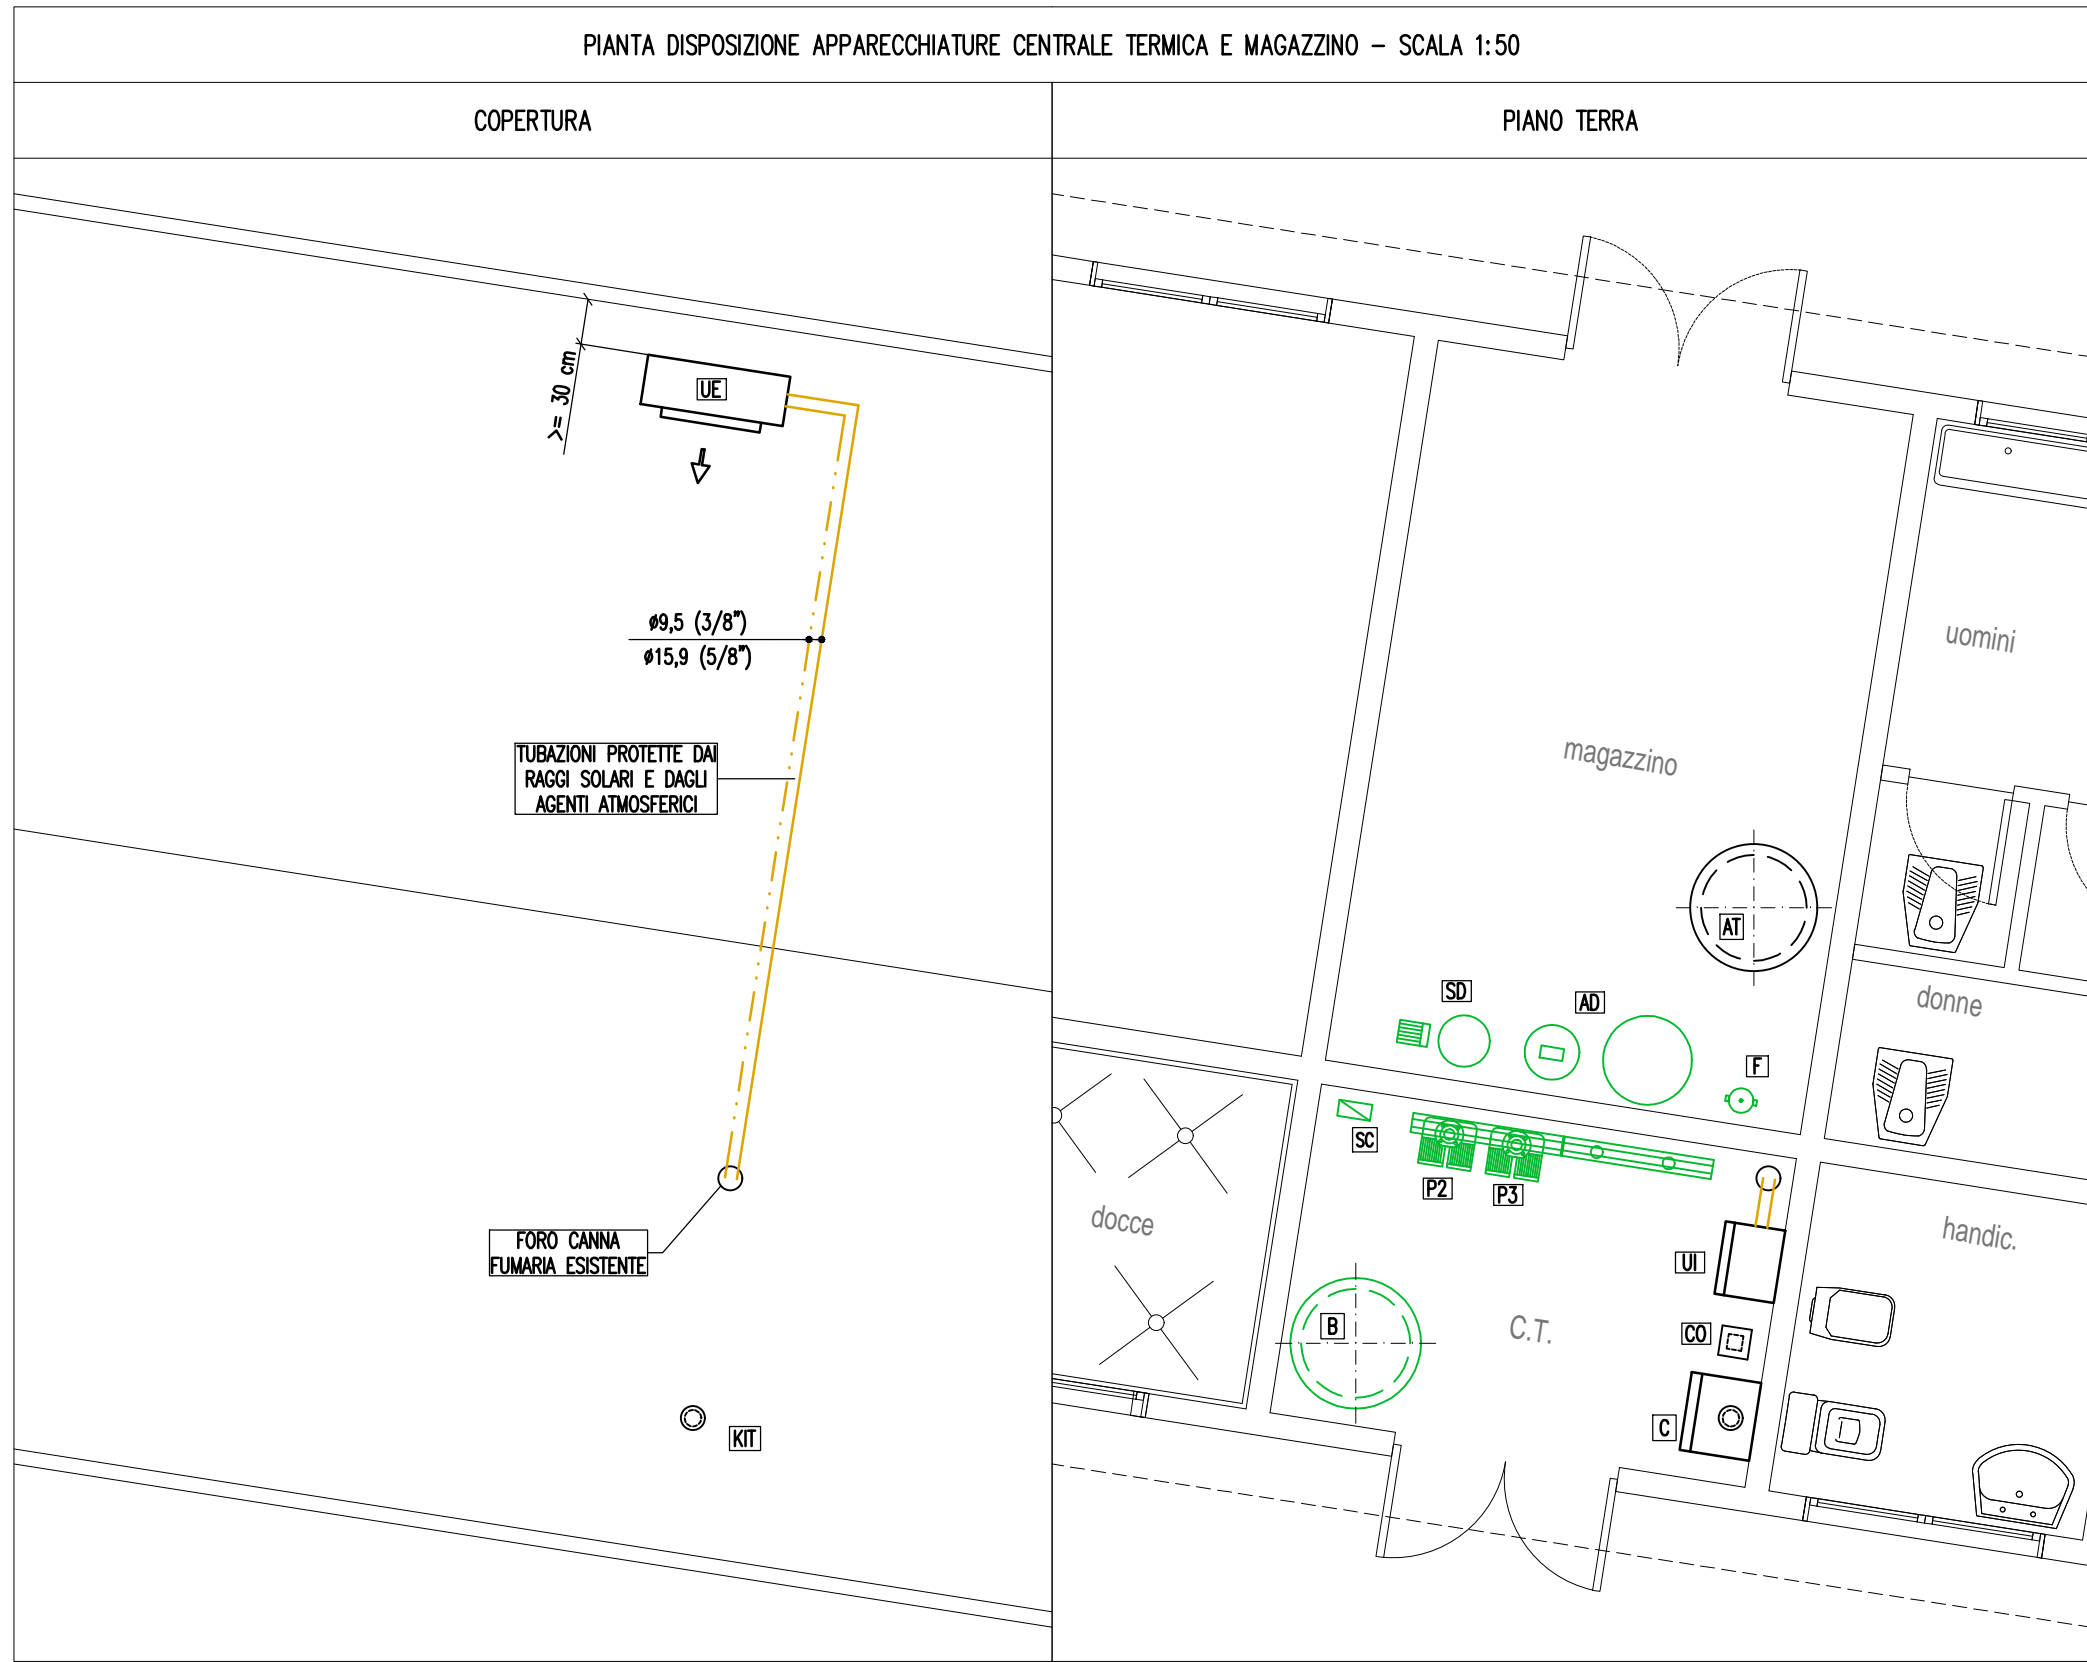 PIANTA DISPOSIZIONE APPARECCHIATURE CENTRALE TERMICA E MAGAZZINO – SCALA 1:50
COPERTURA
PIANO TERRA
UE
>= 30 cm
ø9,5 (3/8")
ø15,9 (5/8")
TUBAZIONI PROTETTE DAI
RAGGI SOLARI E DAGLI
AGENTI ATMOSFERICI
FORO CANNA
FUMARIA ESISTENTE
KIT
uomini
magazzino
AT
SD
AD
donne
F
SC
P2
P3
docce
handic.
UI
B
C.T.
CO
C